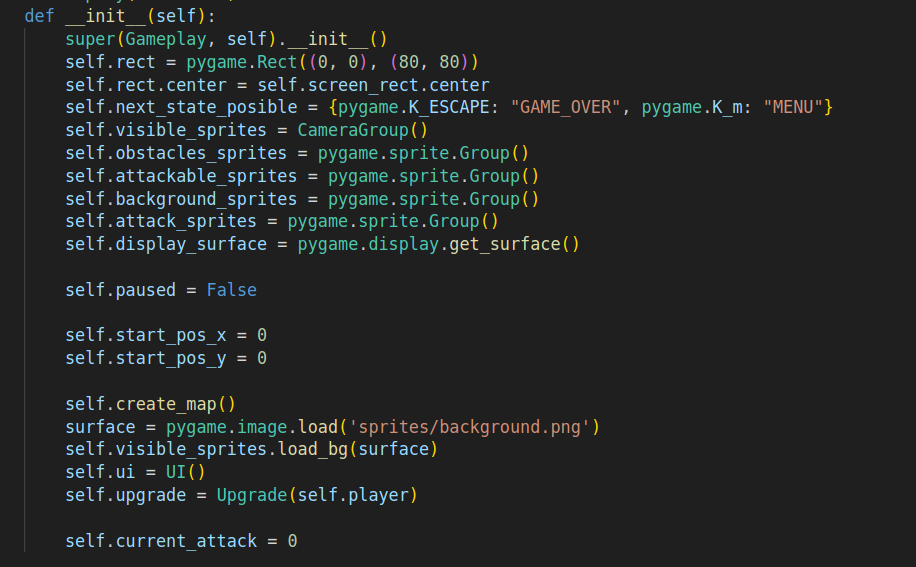 def __init__(self):
super(Gameplay, self).__init__()
self.rect = pygame.Rect((0, 0), (80, 80))
self.rect.center = self.screen_rect.center
self.next_state_posible = {pygame.K_ESCAPE: "GAME_OVER", pygame.K_m: "MENU"}
self.visible_sprites = CameraGroup()
self.obstacles_sprites = pygame.sprite.Group()
self.attackable_sprites = pygame.sprite.Group()
self.background_sprites = pygame.sprite.Group()
self.attack_sprites = pygame.sprite.Group()
self.display_surface = pygame.display.get_surface()
self.paused = False
self.start_pos_x = 0
self.start_pos_y = 0
self.create_map()
surface = pygame.image.load('sprites/background.png')
self.visible_sprites.load_bg(surface)
self.ui = UI()
self.upgrade = Upgrade(self.player)
self.current_attack = 0